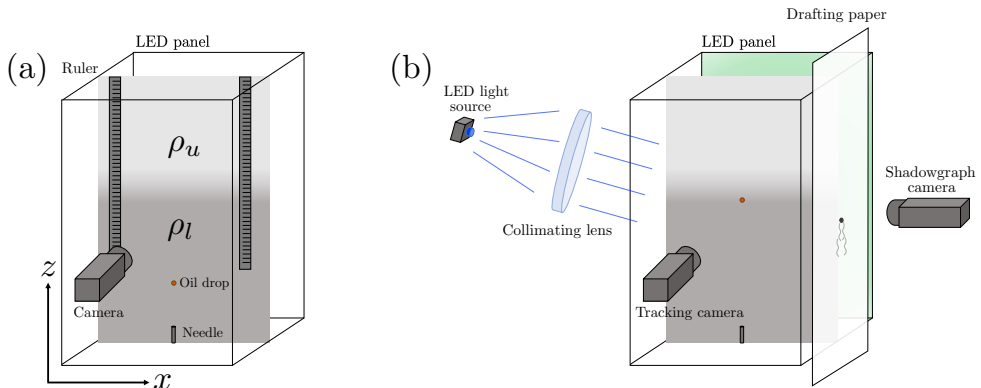 (a)
LED panel
Ruler
ρᵤ
ρₗ
Oil drop
Camera
Needle
z
x
(b)
Drafting paper
LED panel
LED light
source
Shadowgraph
camera
Collimating lens
Tracking camera